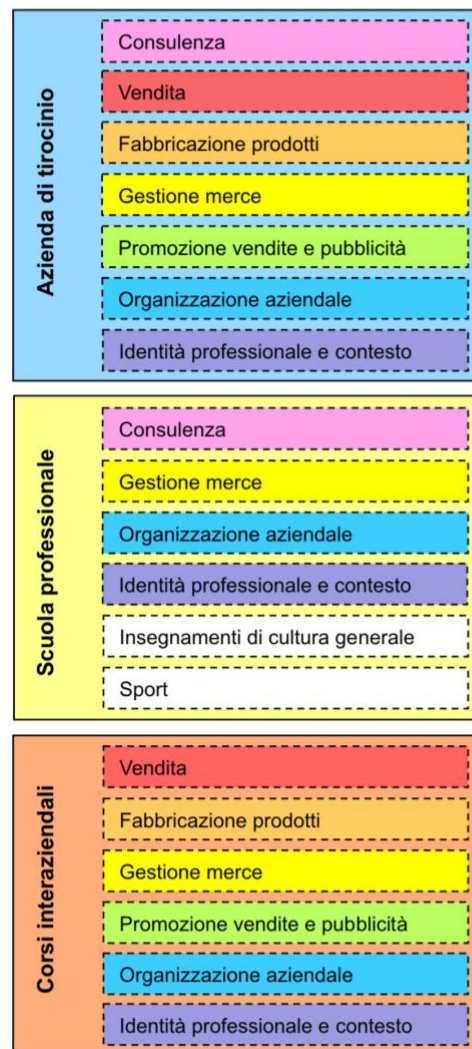 Azienda di tirocinio
Consulenza
Vendita
Fabbricazione prodotti
Gestione merce
Promozione vendite e pubblicità
Organizzazione aziendale
Identità professionale e contesto
Scuola professionale
Consulenza
Gestione merce
Organizzazione aziendale
Identità professionale e contesto
Insegnamenti di cultura generale
Sport
Corsi interaziendali
Vendita
Fabbricazione prodotti
Gestione merce
Promozione vendite e pubblicità
Organizzazione aziendale
Identità professionale e contesto